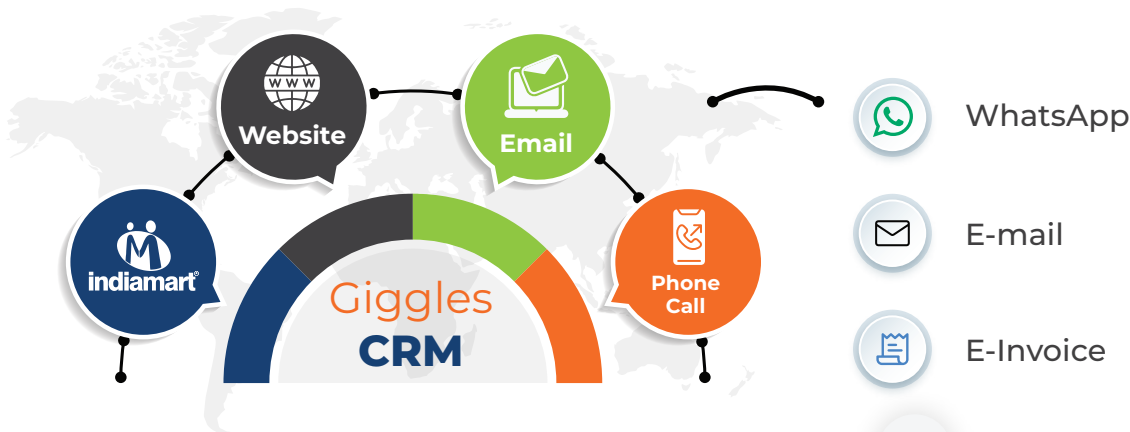 WWW
Website
Email
indiamart®
Phone
Call
Giggles
CRM
WhatsApp
E-mail
E-Invoice